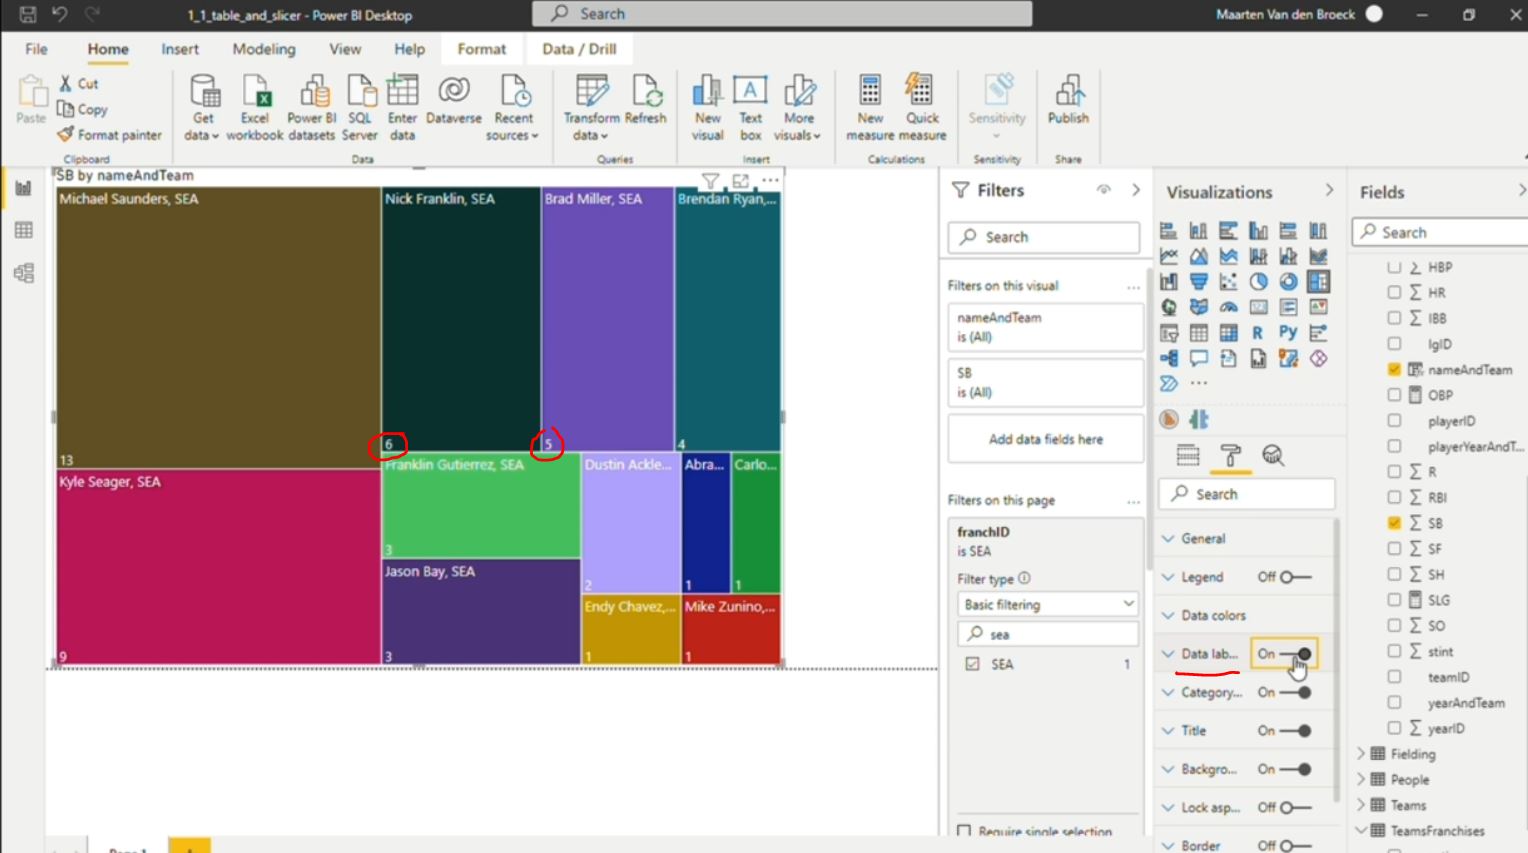 1_1_table_and_slicer - Power BI Desktop
Search
Maarten Van den Broeck
File
Home
Insert
Modeling
View
Help
Format
Data / Drill
Paste
Cut
Copy
Format painter
Clipboard
Get data
Excel workbook
Power BI datasets
SQL Server
Enter data
Dataverse
Recent sources
Data
Transform data
Refresh
Queries
New visual
Text box
More visuals
Insert
New measure
Quick measure
Calculations
Sensitivity
Sensitivity
Publish
Share
SB by nameAndTeam
Michael Saunders, SEA
13
Kyle Seager, SEA
9
Nick Franklin, SEA
6
Brad Miller, SEA
5
Brendan Ryan,...
4
Franklin Gutierrez, SEA
3
Jason Bay, SEA
3
Dustin Ackle...
2
Abra...
1
Carlo...
1
Endy Chavez,...
1
Mike Zunino,...
1
Filters
Search
Filters on this visual
...
nameAndTeam
is (All)
SB
is (All)
Add data fields here
Filters on this page
...
franchID
is SEA
Filter type
Basic filtering
sea
SEA 1
Require single selection
Visualizations
R
Py
...
Search
General
Legend Off
Data colors
Data lab... On
Category... On
Title On
Backgro... On
Lock asp... Off
Border Off
Fields
Search
HBP
HR
IBB
lgID
nameAndTeam
OBP
playerID
playerYearAndT...
R
RBI
SB
SF
SH
SLG
SO
stint
teamID
yearAndTeam
yearID
Fielding
People
Teams
TeamsFranchises
Page 1